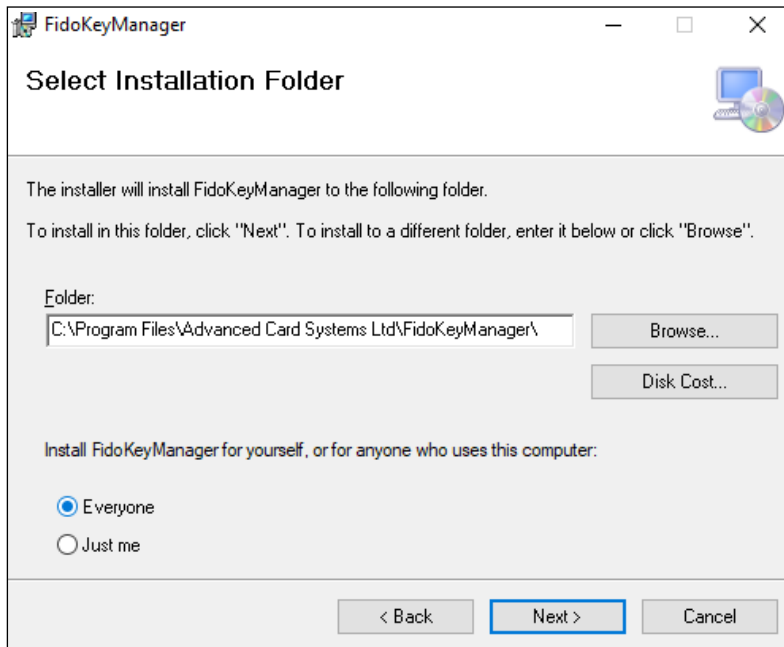 FidoKeyManager
Select Installation Folder
The installer will install FidoKeyManager to the following folder.
To install in this folder, click "Next". To install to a different folder, enter it below or click "Browse".
Folder:
C:\Program Files\Advanced Card Systems Ltd\FidoKeyManager\
Browse...
Disk Cost...
Install FidoKeyManager for yourself, or for anyone who uses this computer:
Everyone
Just me
< Back Next > Cancel